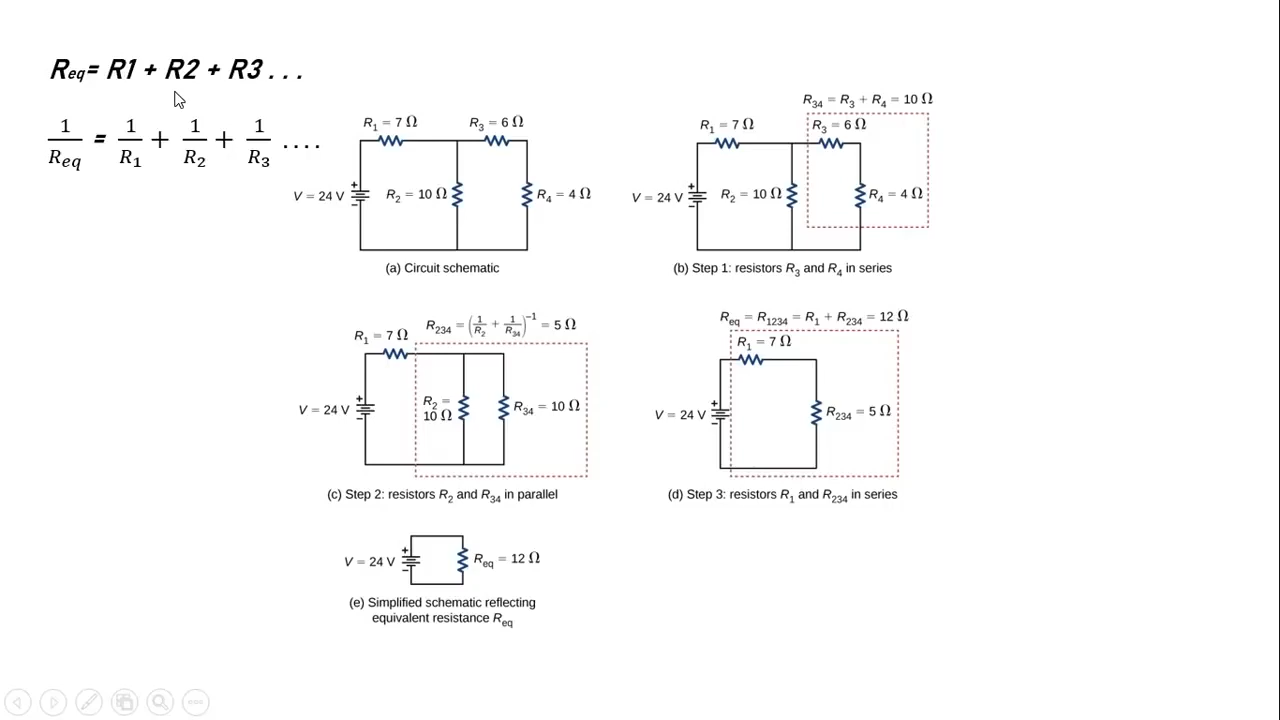 Req= R1 + R2 + R3 . . .
1/Req = 1/R1 + 1/R2 + 1/R3 ....
R1 = 7 Ω
R3 = 6 Ω
V = 24 V
+
-
R2 = 10 Ω
R4 = 4 Ω
(a) Circuit schematic
R34 = R3 + R4 = 10 Ω
R1 = 7 Ω
R3 = 6 Ω
V = 24 V
+
-
R2 = 10 Ω
R4 = 4 Ω
(b) Step 1: resistors R3 and R4 in series
R234 = (1/R2 + 1/R34)^-1 = 5 Ω
R1 = 7 Ω
V = 24 V
+
-
R2 =
10 Ω
R34 = 10 Ω
(c) Step 2: resistors R2 and R34 in parallel
Req = R1234 = R1 + R234 = 12 Ω
R1 = 7 Ω
V = 24 V
+
-
R234 = 5 Ω
(d) Step 3: resistors R1 and R234 in series
V = 24 V
+
-
Req = 12 Ω
(e) Simplified schematic reflecting
equivalent resistance Req